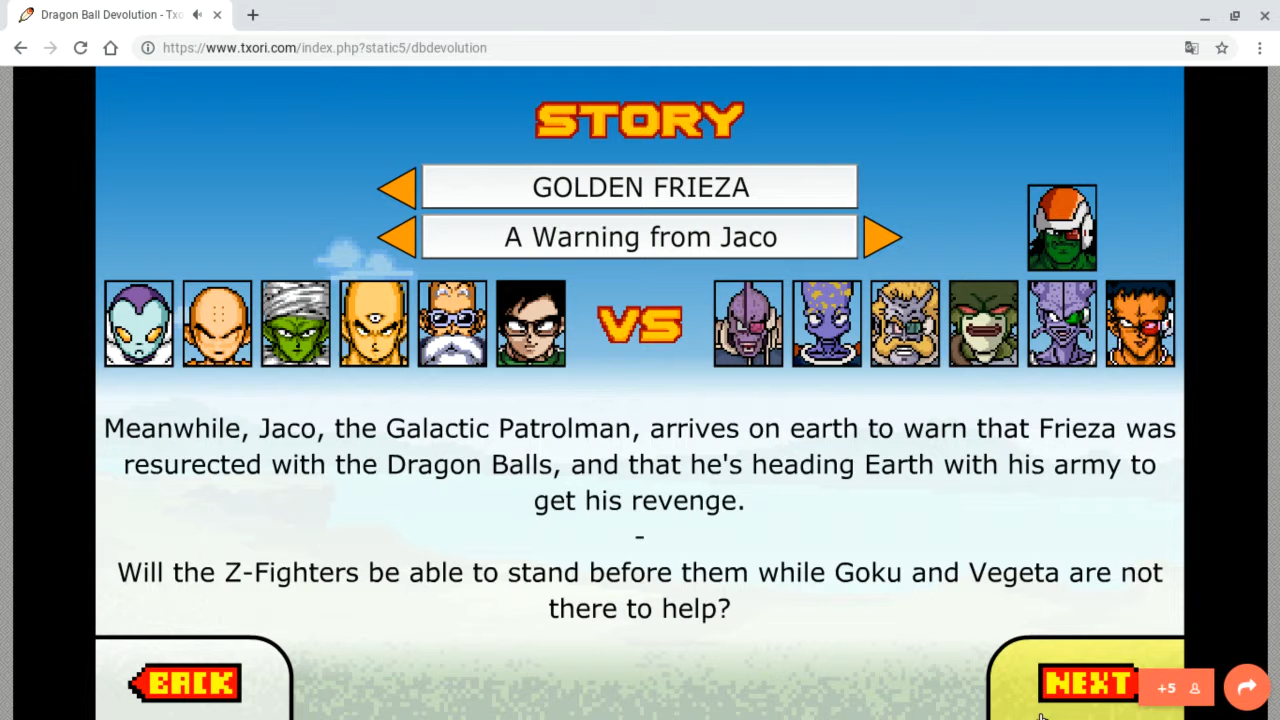 Dragon Ball Devolution - Txo
https://www.txori.com/index.php?static5/dbdevolution
STORY
GOLDEN FRIEZA
A Warning from Jaco
VS
Meanwhile, Jaco, the Galactic Patrolman, arrives on earth to warn that Frieza was
resurected with the Dragon Balls, and that he's heading Earth with his army to
get his revenge.
-
Will the Z-Fighters be able to stand before them while Goku and Vegeta are not
there to help?
BACK
NEXT
+5